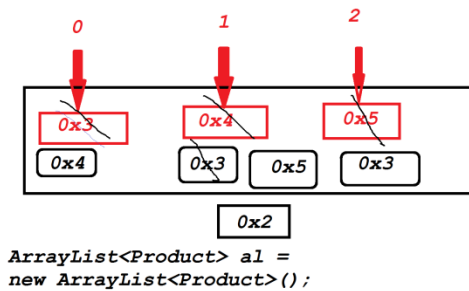 0 1 2
0x3 0x4 0x5
0x4 0x3 0x5 0x3
0x2
ArrayList<Product> al =
new ArrayList<Product>();